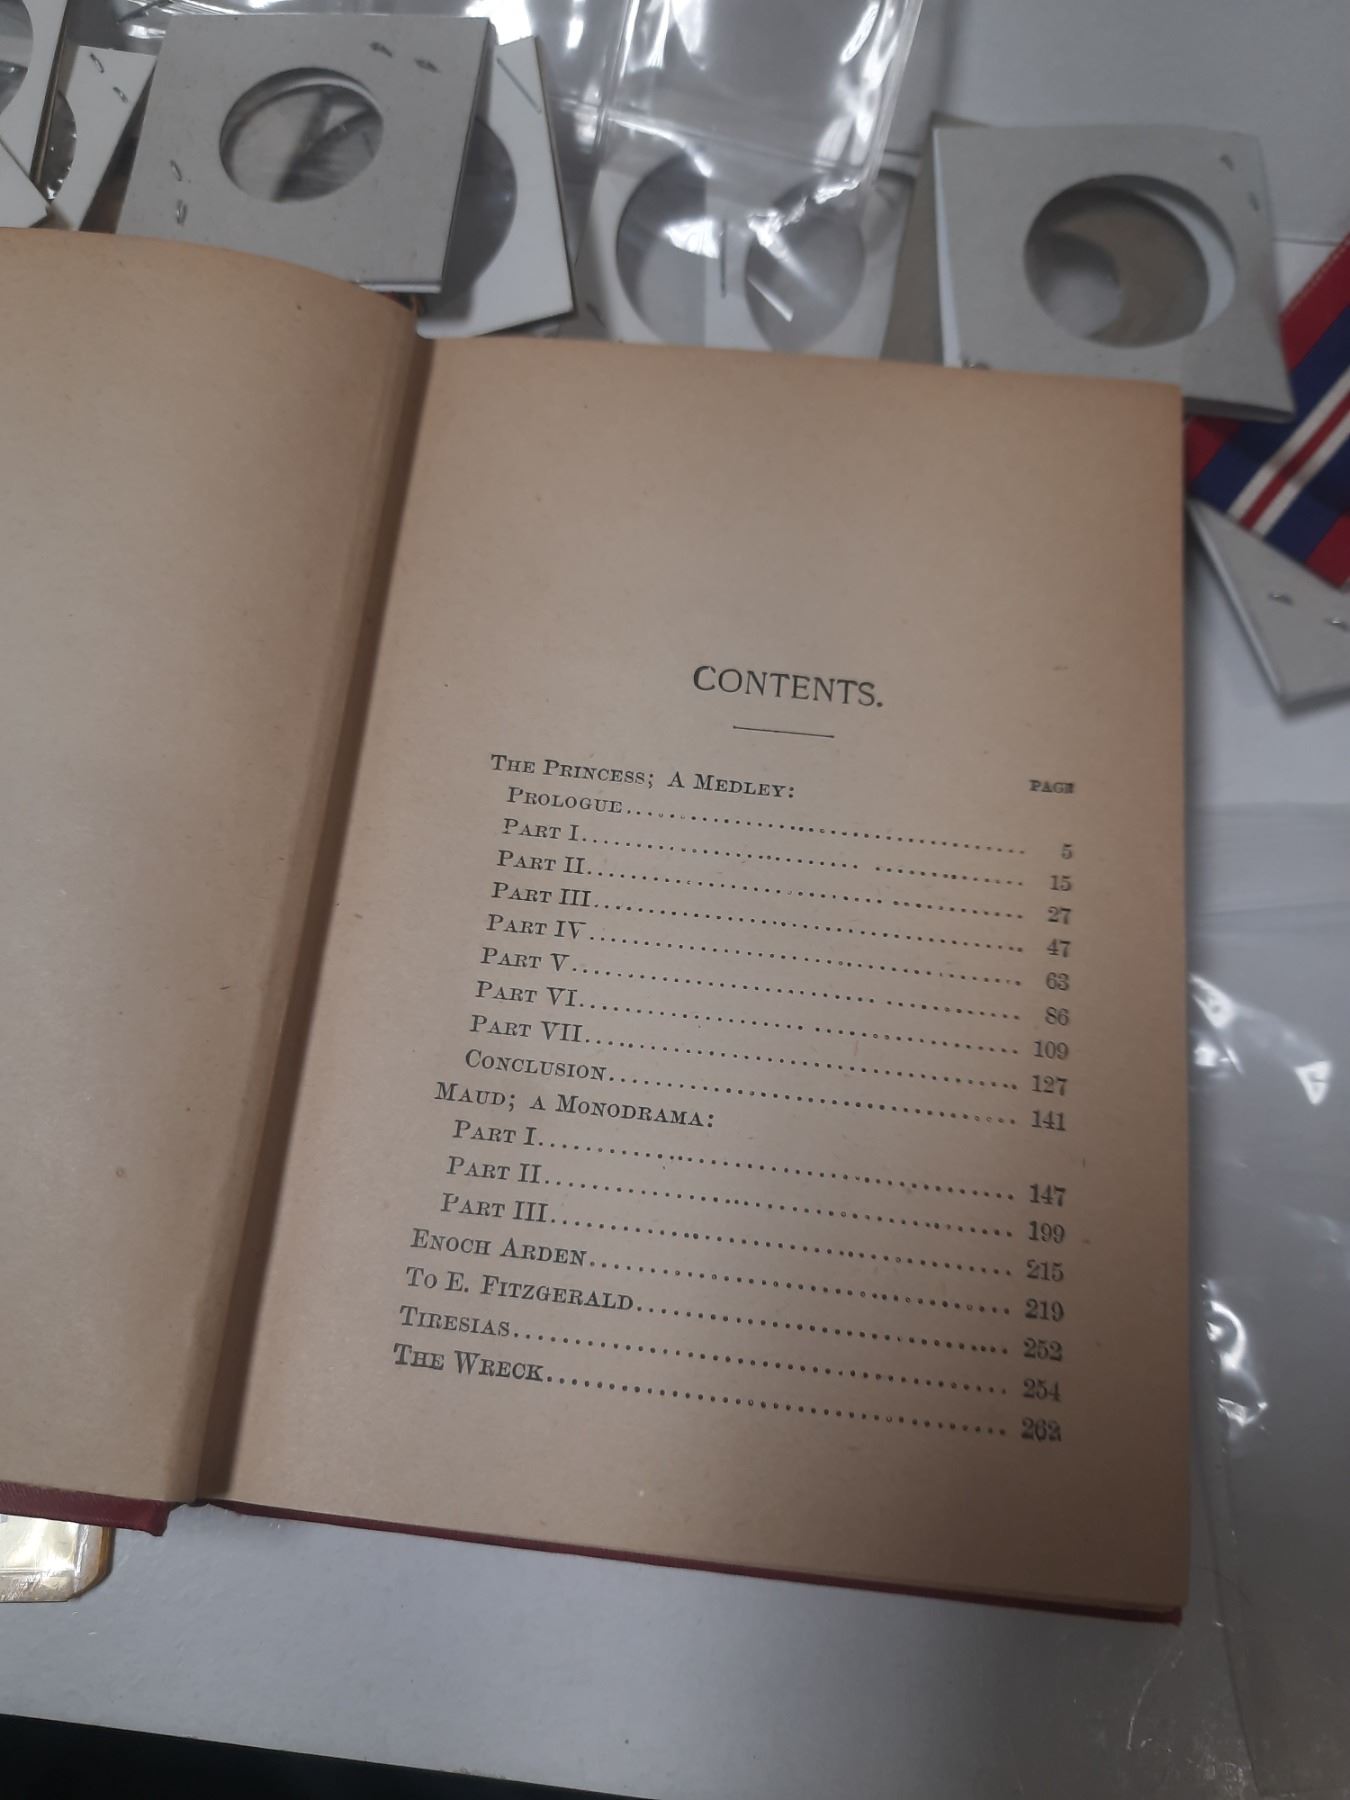 CONTENTS.
THE PRINCESS; A MEDLEY: PAGE
PROLOGUE 5
PART I 15
PART II 27
PART III 47
PART IV 63
PART V 86
PART VI 109
PART VII 127
CONCLUSION 141
MAUD; A MONODRAMA:
PART I 147
PART II 199
PART III 215
ENOCH ARDEN 219
TO E. FITZGERALD 252
TIRESIAS 254
THE WRECK